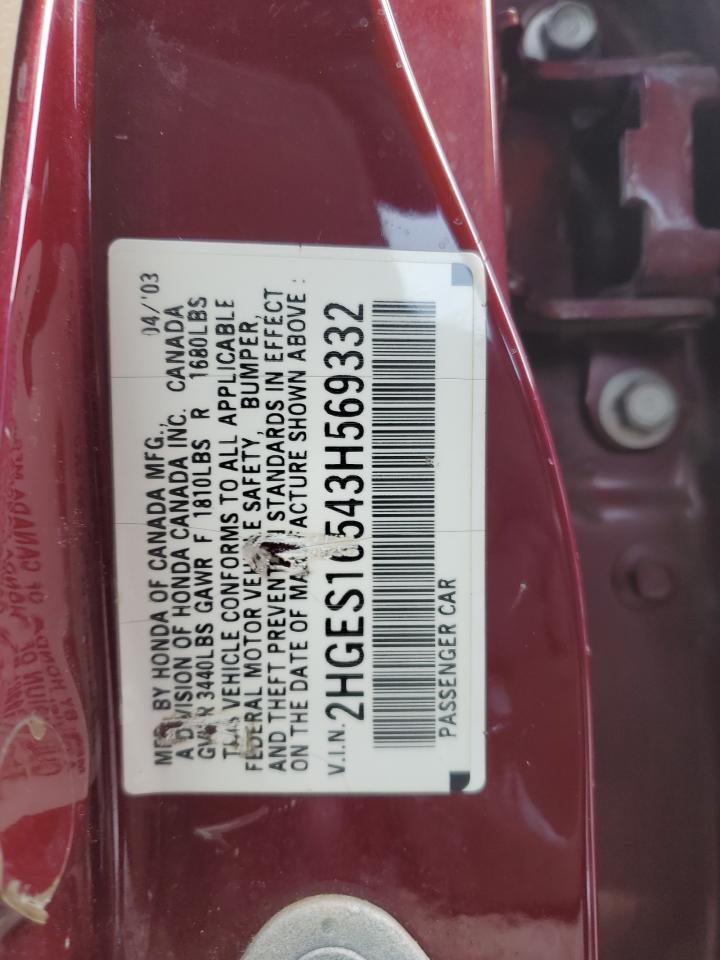 MFD BY HONDA OF CANADA MFG., 04/'03
A DIVISION OF HONDA CANADA INC. CANADA
GVWR 3440LBS GAWR F 1810LBS R 1680LBS
THIS VEHICLE CONFORMS TO ALL APPLICABLE
FEDERAL MOTOR VEHICLE SAFETY, BUMPER,
AND THEFT PREVENTION STANDARDS IN EFFECT
ON THE DATE OF MANUFACTURE SHOWN ABOVE :
V.I.N. 2HGES16543H569332
PASSENGER CAR